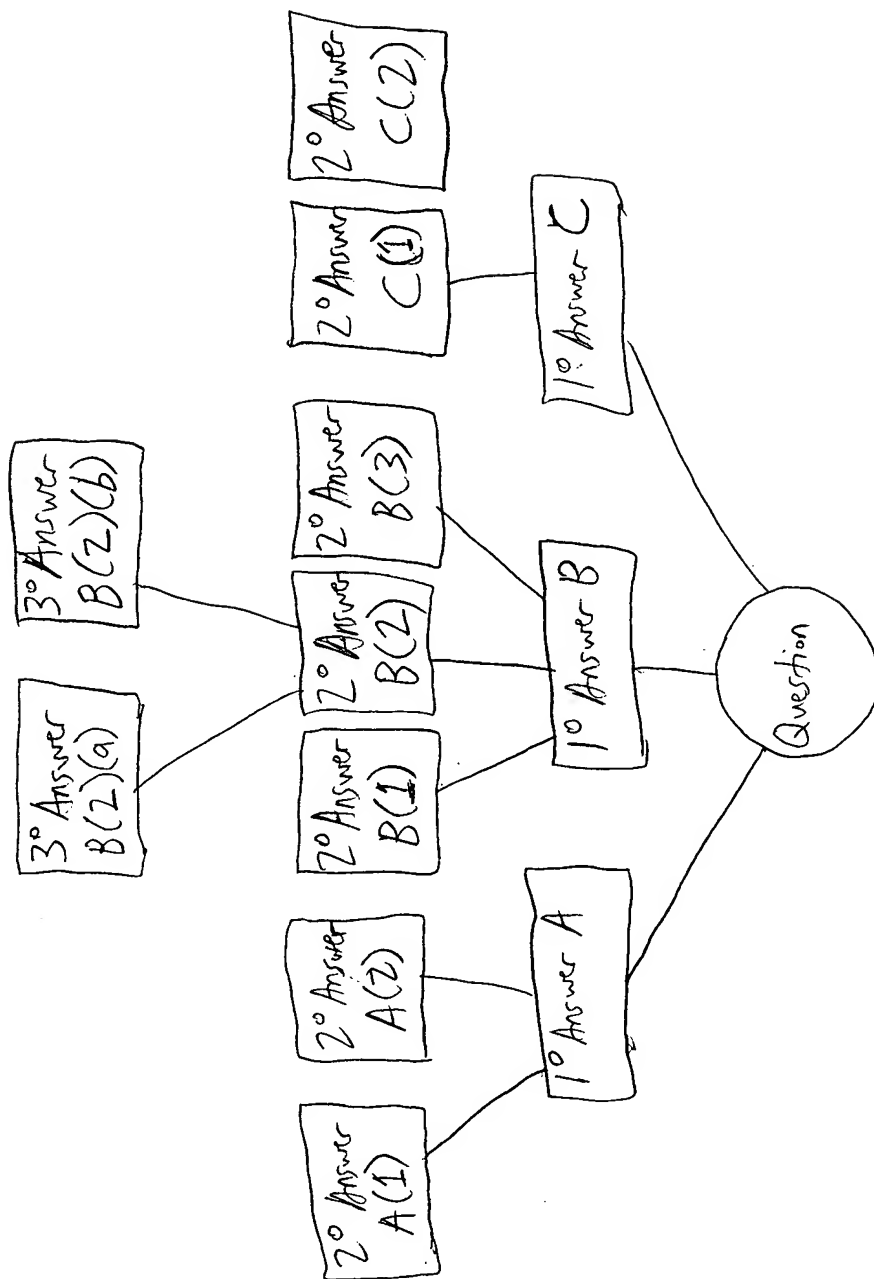 3° Answer
B(2)(a)
3° Answer
B(2)(b)
2° Answer
A(1)
2° Answer
A(2)
2° Answer
B(1)
2° Answer
B(2)
2° Answer
B(3)
2° Answer
C(1)
2° Answer
C(2)
1° Answer A
1° Answer B
1° Answer C
Question